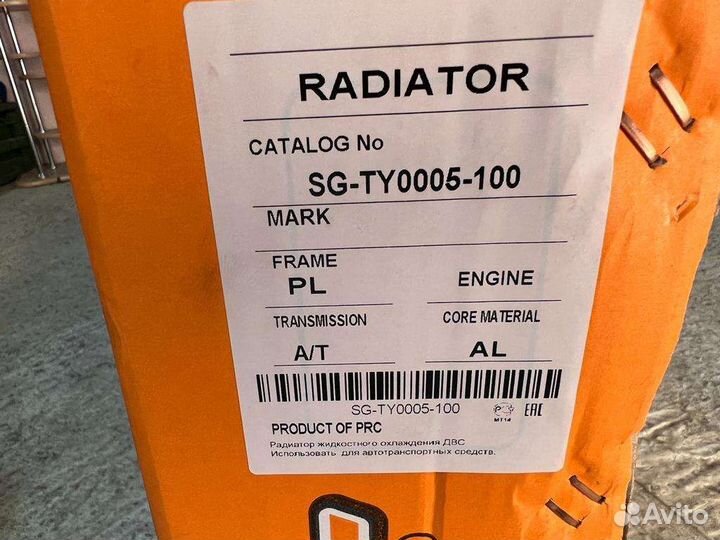 RADIATOR
CATALOG No
SG-TY0005-100
MARK
FRAME
PL
ENGINE
TRANSMISSION
CORE MATERIAL
A/T
AL
SG-TY0005-100
PRODUCT OF PRC
МТ14
EAC
Радиатор жидкостного охлаждения ДВС
Использовать для автотранспортных средств.
Avito